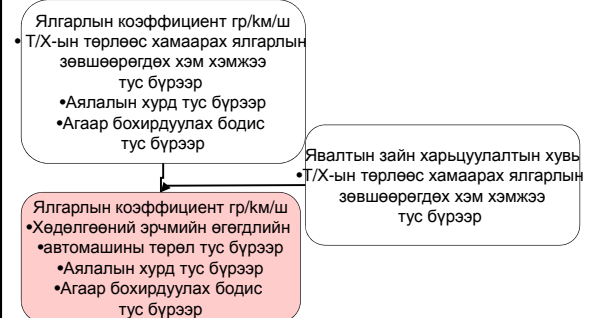 Ялгарлын коэффициент гр/км/ш
• Т/Х-ын төрлөөс хамаарах ялгарлын
зөвшөөрөгдөх хэм хэмжээ
тус бүрээр
•Аялалын хурд тус бүрээр
•Агаар бохирдуулах бодис
тус бүрээр
Явалтын зайн харьцуулалтын хувь
•Т/Х-ын төрлөөс хамаарах ялгарлын
зөвшөөрөгдөх хэм хэмжээ
тус бүрээр
Ялгарлын коэффициент гр/км/ш
•Хөдөлгөөний эрчмийн өгөгдлийн
•автомашины төрөл тус бүрээр
•Аялалын хурд тус бүрээр
•Агаар бохирдуулах бодис
тус бүрээр